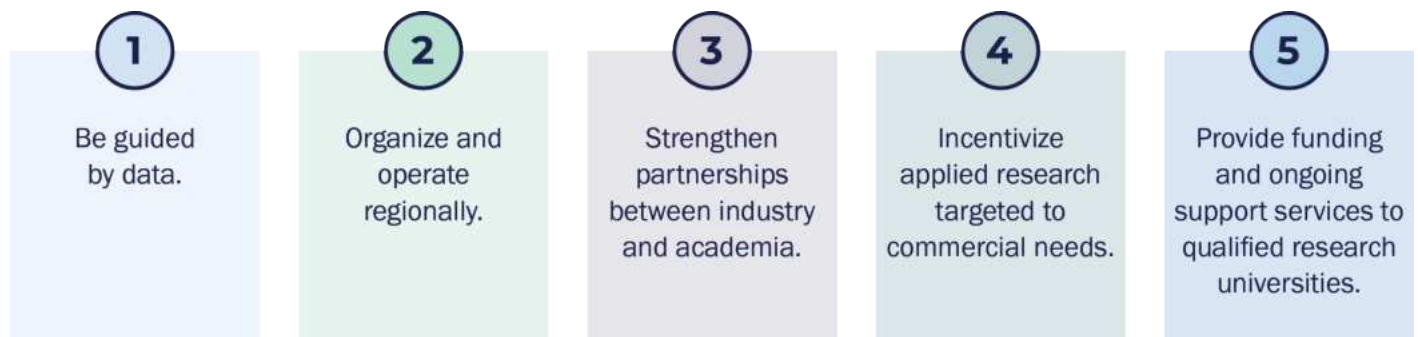 1
Be guided
by data.
2
Organize and
operate
regionally.
3
Strengthen
partnerships
between industry
and academia.
4
Incentivize
applied research
targeted to
commercial needs.
5
Provide funding
and ongoing
support services to
qualified research
universities.